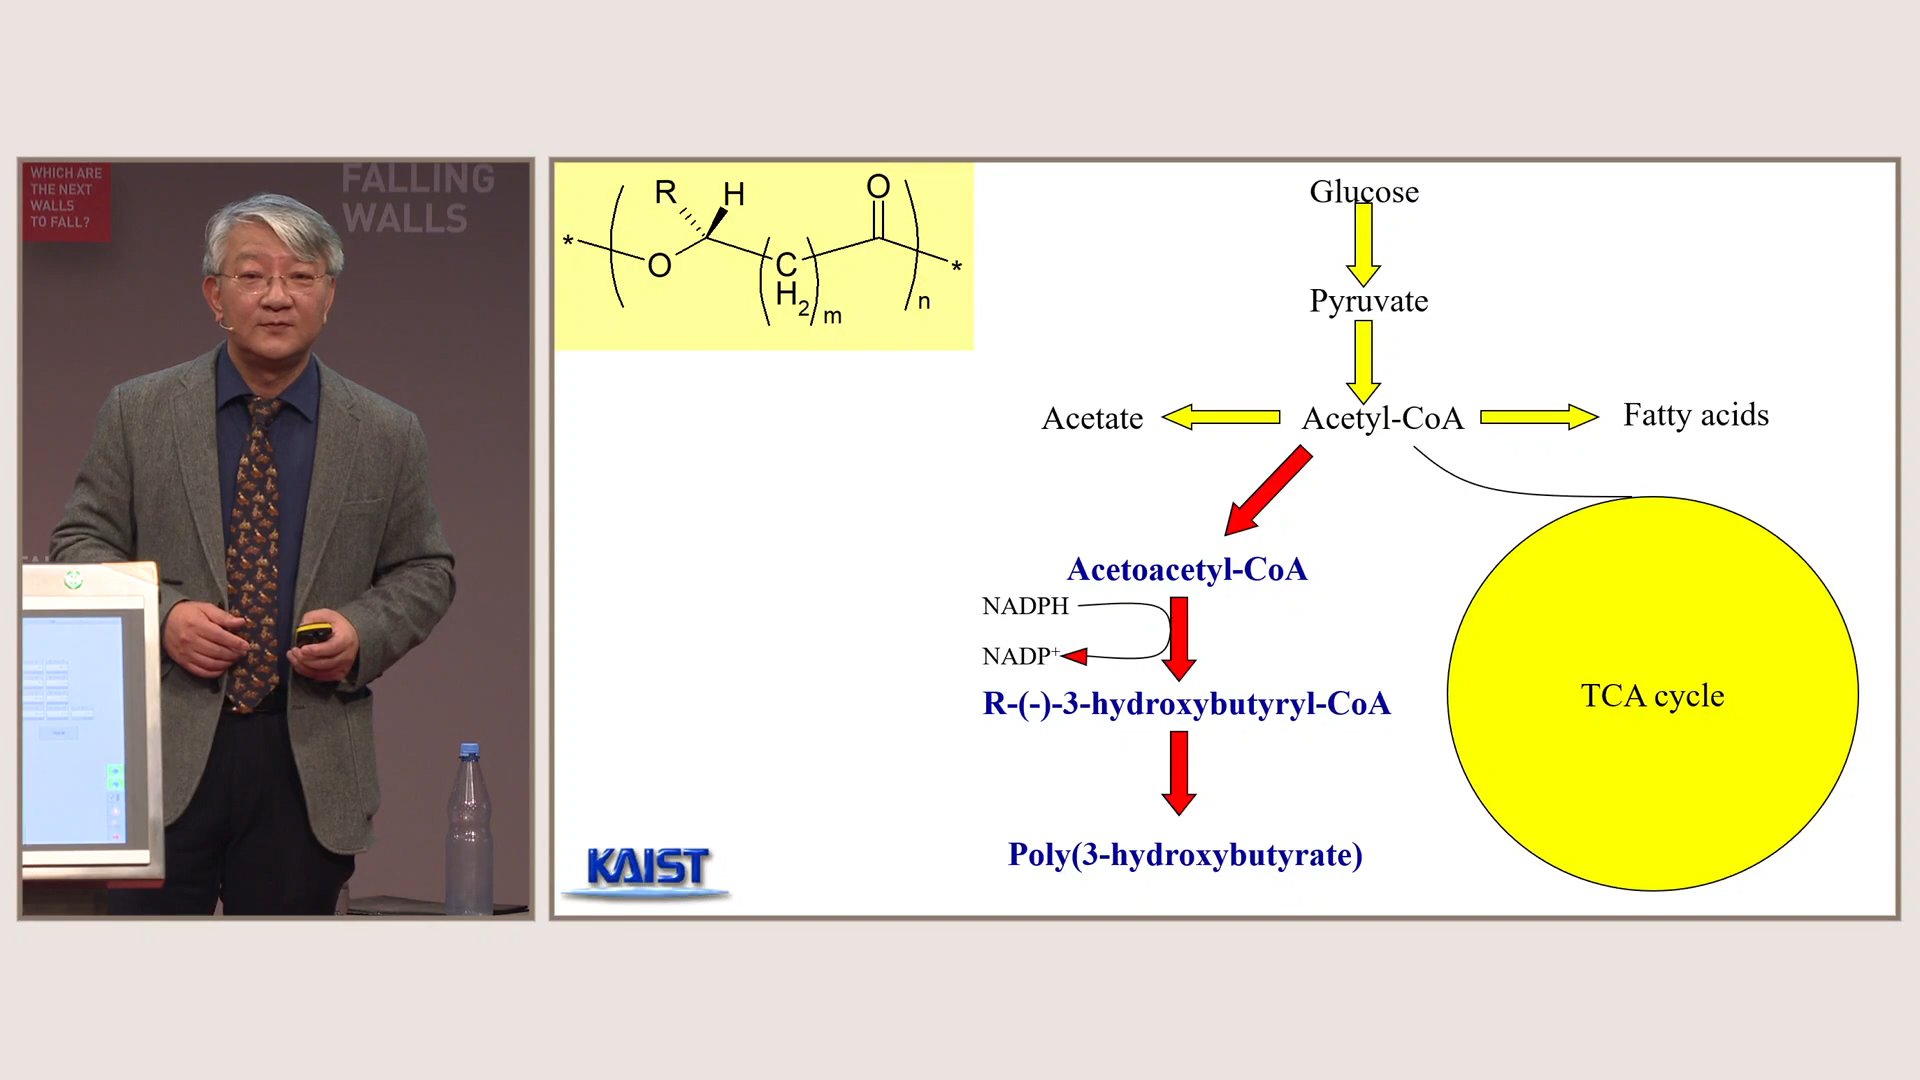 WHICH ARE
THE NEXT
WALLS
TO FALL?
FALLING
WALLS
R H O
* O C *
H2 m n
Glucose
Pyruvate
Acetate Acetyl-CoA Fatty acids
Acetoacetyl-CoA
NADPH
NADP+
R-(-)-3-hydroxybutyryl-CoA
TCA cycle
Poly(3-hydroxybutyrate)
KAIST